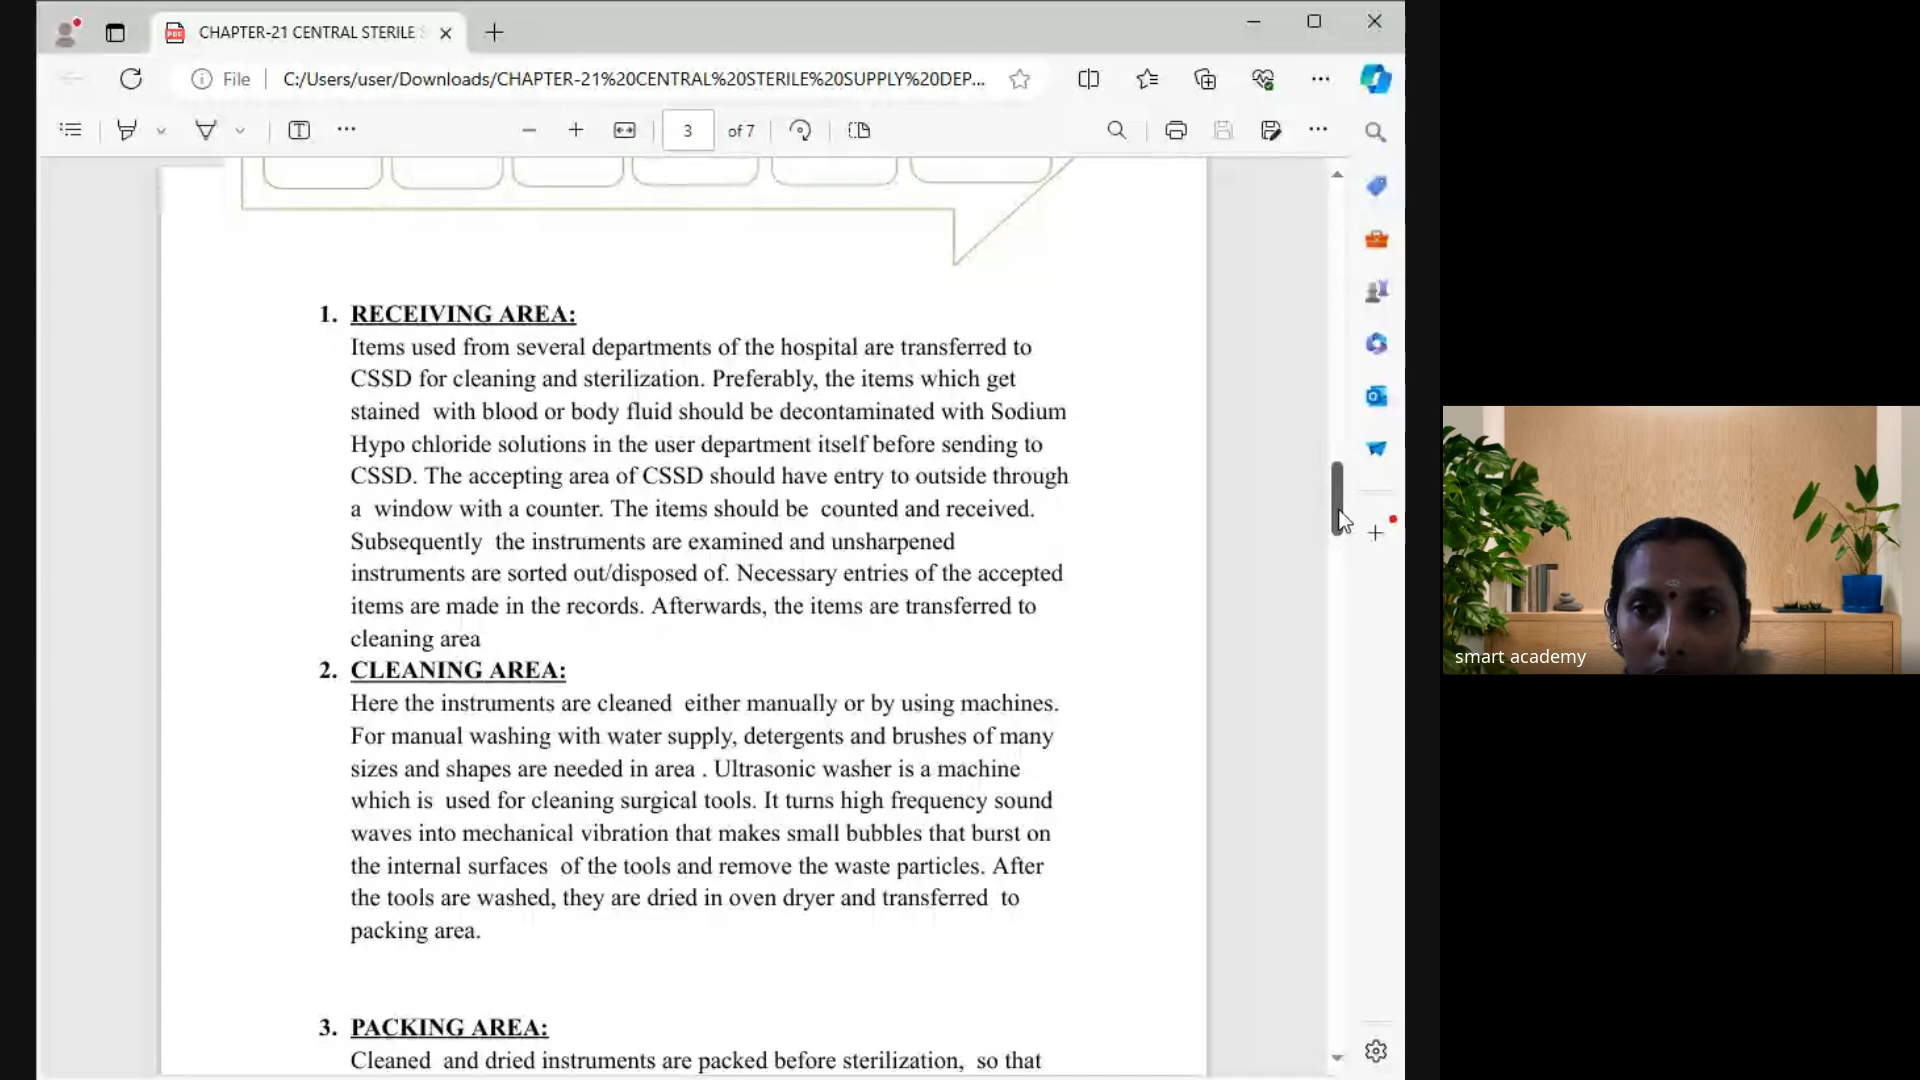 CHAPTER-21 CENTRAL STERILE
File
C:/Users/user/Downloads/CHAPTER-21%20CENTRAL%20STERILE%20SUPPLY%20DEP...
3 of 7
1. RECEIVING AREA:
Items used from several departments of the hospital are transferred to
CSSD for cleaning and sterilization. Preferably, the items which get
stained with blood or body fluid should be decontaminated with Sodium
Hypo chloride solutions in the user department itself before sending to
CSSD. The accepting area of CSSD should have entry to outside through
a window with a counter. The items should be counted and received.
Subsequently the instruments are examined and unsharpened
instruments are sorted out/disposed of. Necessary entries of the accepted
items are made in the records. Afterwards, the items are transferred to
cleaning area
2. CLEANING AREA:
Here the instruments are cleaned either manually or by using machines.
For manual washing with water supply, detergents and brushes of many
sizes and shapes are needed in area . Ultrasonic washer is a machine
which is used for cleaning surgical tools. It turns high frequency sound
waves into mechanical vibration that makes small bubbles that burst on
the internal surfaces of the tools and remove the waste particles. After
the tools are washed, they are dried in oven dryer and transferred to
packing area.
3. PACKING AREA:
Cleaned and dried instruments are packed before sterilization, so that
smart academy